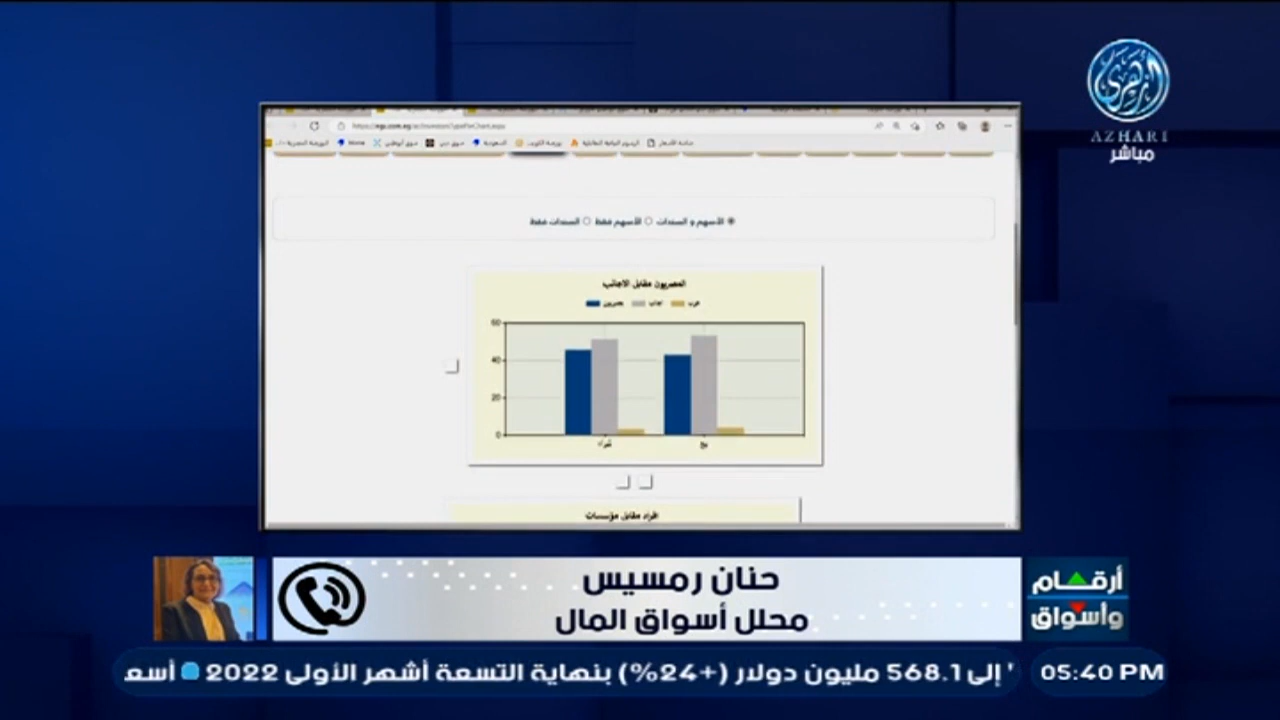 AZHARI
مباشر
الأسهم و السندات الأسهم فقط السندات فقط
المصريون مقابل الاجانب
مصريون اجانب عرب
60
40
20
0
شراء بيع
افراد مقابل مؤسسات
حنان رمسيس
محلل أسواق المال
أرقام
وأسواق
إلى 568.1 مليون دولار (+24%) بنهاية التسعة أشهر الأولى 2022 أسع
05:40 PM